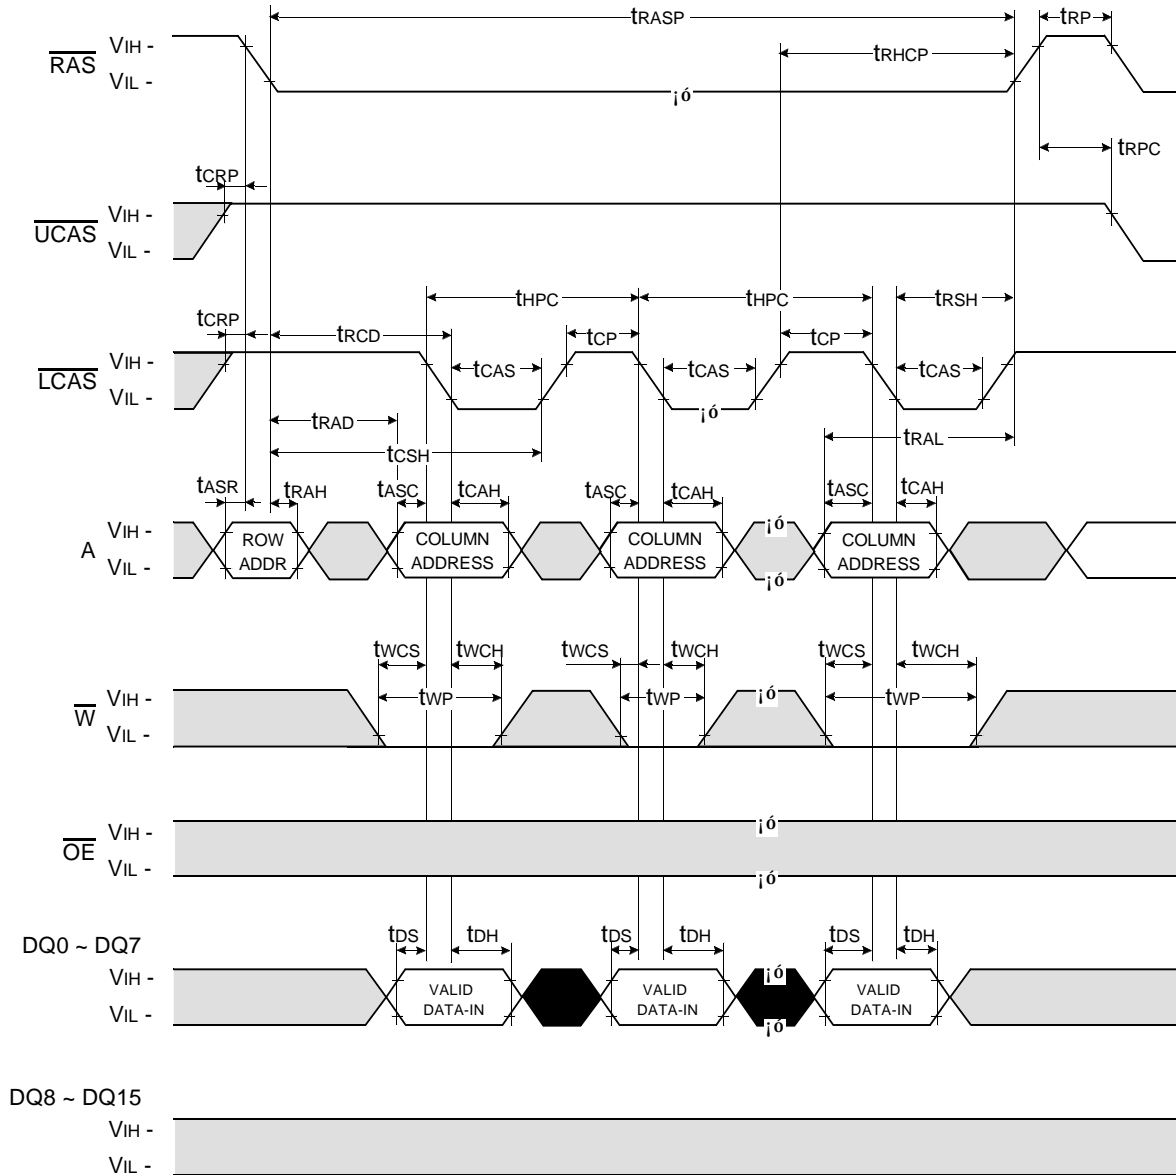 tRASP
tRP
RAS
VIH -
VIL -
tRHCP
¡ó
tRPC
tCRP
UCAS
VIH -
VIL -
tHPC
tHPC
tRSH
tCRP
tRCD
tCP
tCP
LCAS
VIH -
VIL -
tCAS
tCAS
tCAS
¡ó
tRAD
tCSH
tRAL
tASR
tRAH
tASC
tCAH
tASC
tCAH
tASC
tCAH
A
VIH -
VIL -
ROW
ADDR
COLUMN
ADDRESS
COLUMN
ADDRESS
¡ó
¡ó
COLUMN
ADDRESS
tWCS
tWCH
tWCS
tWCH
tWCS
tWCH
tWP
tWP
tWP
W
VIH -
VIL -
¡ó
OE
VIH -
VIL -
¡ó
¡ó
DQ0 ~ DQ7
tDS
tDH
tDS
tDH
tDS
tDH
VIH -
VIL -
VALID
DATA-IN
VALID
DATA-IN
¡ó
¡ó
VALID
DATA-IN
DQ8 ~ DQ15
VIH -
VIL -